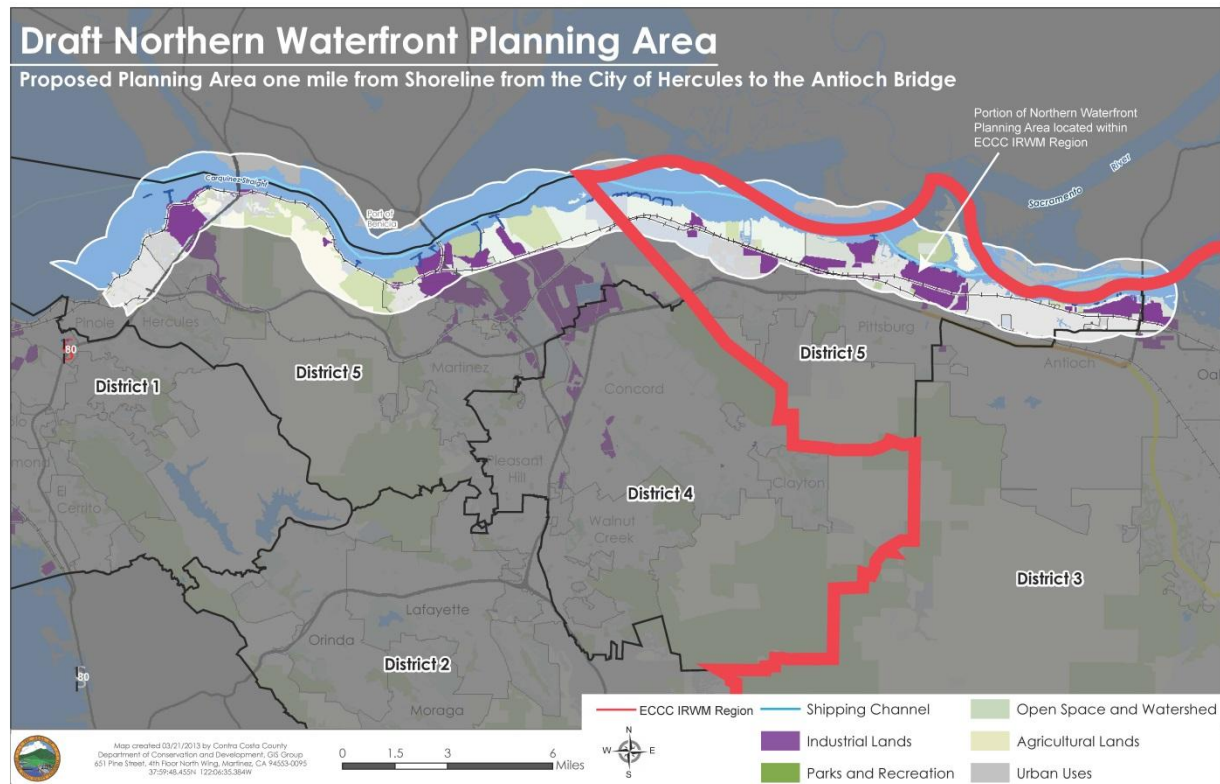 Draft Northern Waterfront Planning Area
Proposed Planning Area one mile from Shoreline from the City of Hercules to the Antioch Bridge
Portion of Northern Waterfront
Planning Area located within
ECCC IRWM Region
Sacramento
River
Carquinez Straight
Port of
Benicia
Pinole
Hercules
80
District 1
District 5
Martinez
Concord
Pittsburg
District 5
Antioch
El
Cerrito
Pleasant
Hill
District 4
Clayton
Walnut
Creek
District 3
Lafayette
Orinda
District 2
80
Moraga
ECCC IRWM Region
Shipping Channel
Open Space and Watershed
Industrial Lands
Agricultural Lands
Parks and Recreation
Urban Uses
N
W
E
S
Map created 03/21/2013 by Contra Costa County
Department of Conservation and Development, GIS Group
651 Pine Street, 4th Floor North Wing, Martinez, CA 94553-0095
37:59:48.455N 122:06:35.384W
0 1.5 3 6
Miles